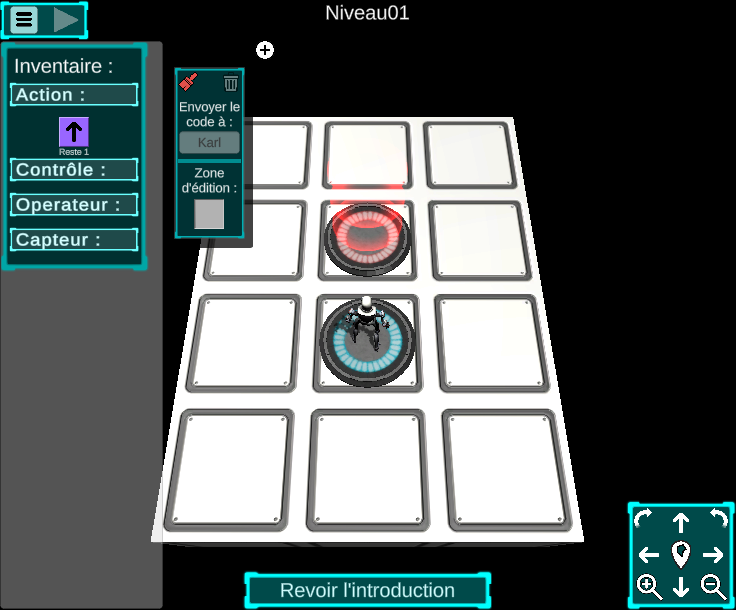 Niveau01
Inventaire :
Action :
Reste 1
Contrôle :
Operateur :
Capteur :
Envoyer le
code à :
Karl
Zone
d'édition :
Revoir l'introduction